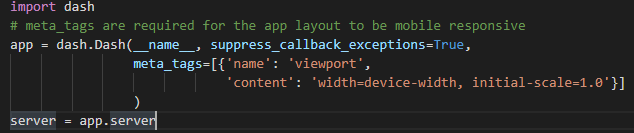 import dash
# meta_tags are required for the app layout to be mobile responsive
app = dash.Dash(__name__, suppress_callback_exceptions=True,
                meta_tags=[{'name': 'viewport',
                            'content': 'width=device-width, initial-scale=1.0'}]
                )
server = app.server